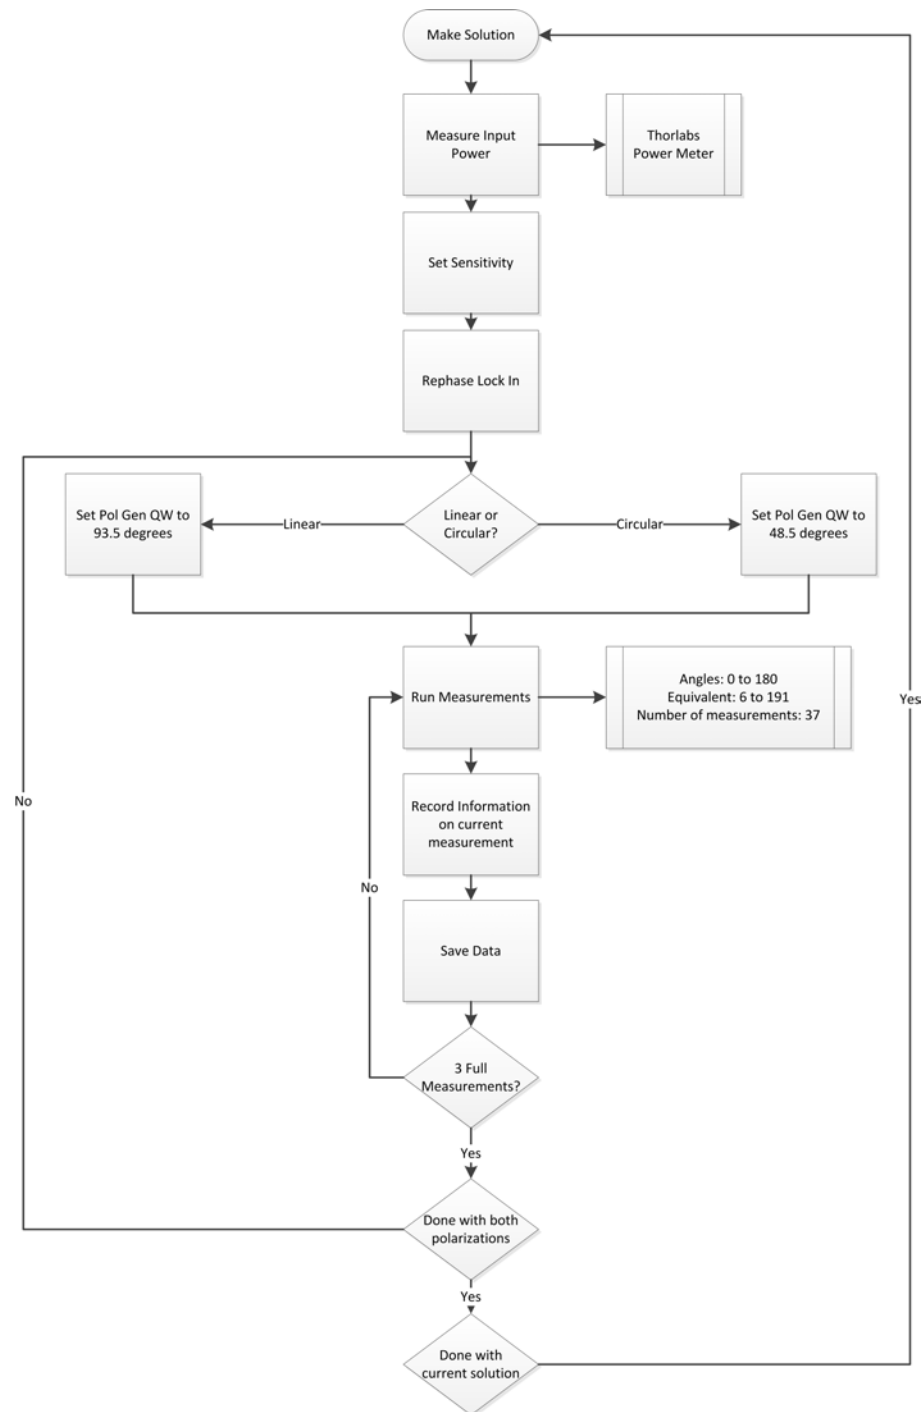 Make Solution
Measure Input
Power
Thorlabs
Power Meter
Set Sensitivity
Rephase Lock In
Set Pol Gen QW to
93.5 degrees
Linear
Linear or
Circular?
Circular
Set Pol Gen QW to
48.5 degrees
Run Measurements
Angles: 0 to 180
Equivalent: 6 to 191
Number of measurements: 37
Yes
No
Record Information
on current
measurement
No
Save Data
3 Full
Measurements?
Yes
Done with both
polarizations
Yes
Done with
current solution